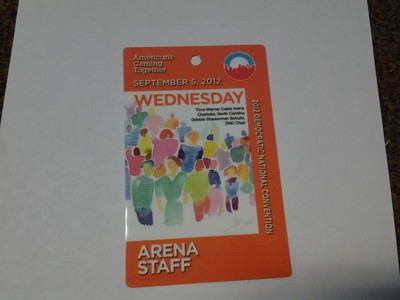 Americans
Coming
Together
SEPTEMBER 5, 2012
WEDNESDAY
Time Warner Cable Arena
Charlotte, North Carolina
Debbie Wasserman Schultz,
DNC Chair
2012 DEMOCRATIC NATIONAL CONVENTION
ARENA
STAFF